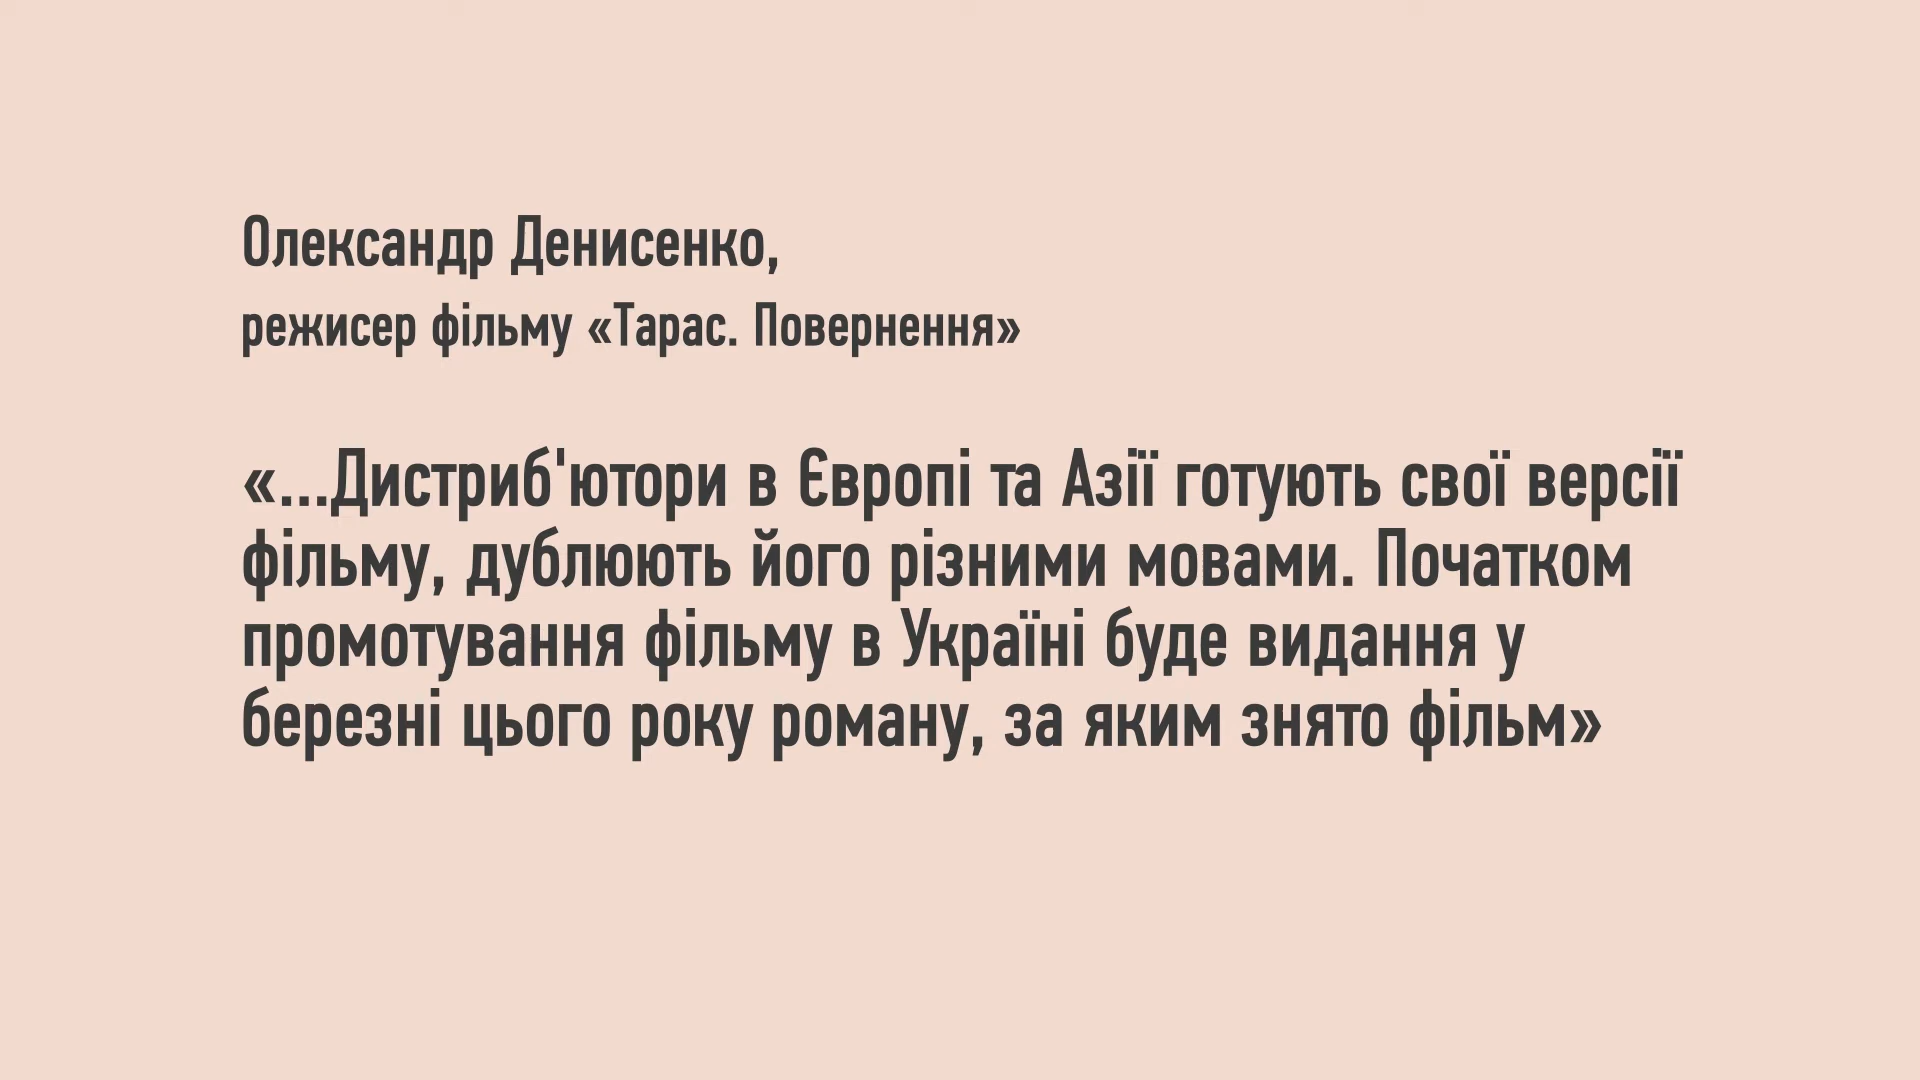 Олександр Денисенко,
режисер фільму «Тарас. Повернення»
«...Дистриб'ютори в Європі та Азії готують свої версії
фільму, дублюють його різними мовами. Початком
промотування фільму в Україні буде видання у
березні цього року роману, за яким знято фільм»